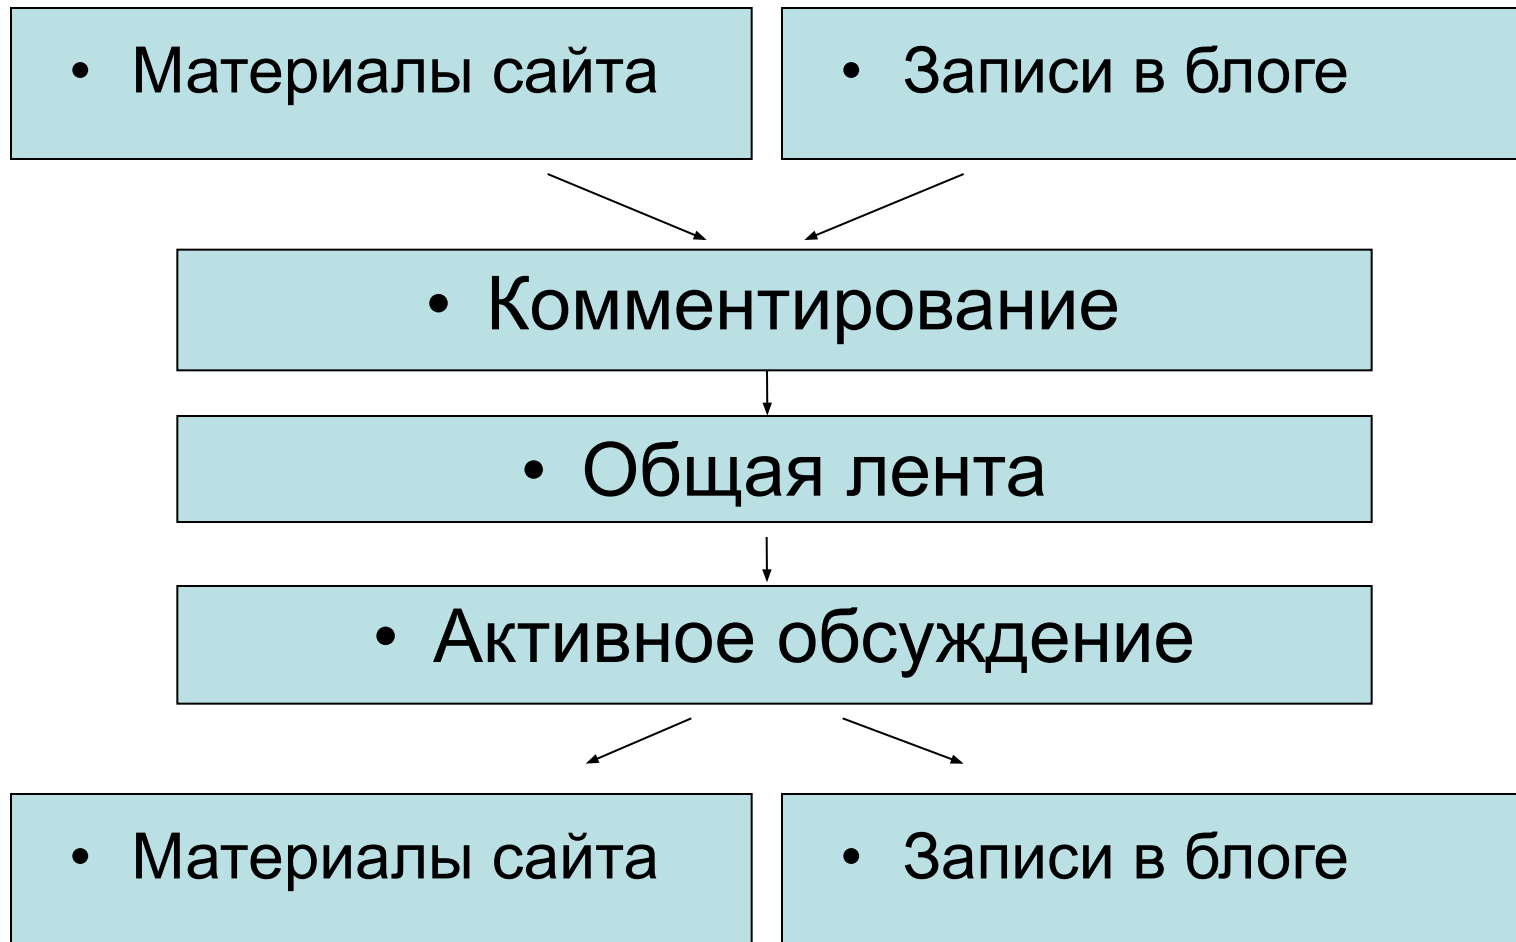 • Материалы сайта
• Записи в блоге
• Комментирование
• Общая лента
• Активное обсуждение
• Материалы сайта
• Записи в блоге